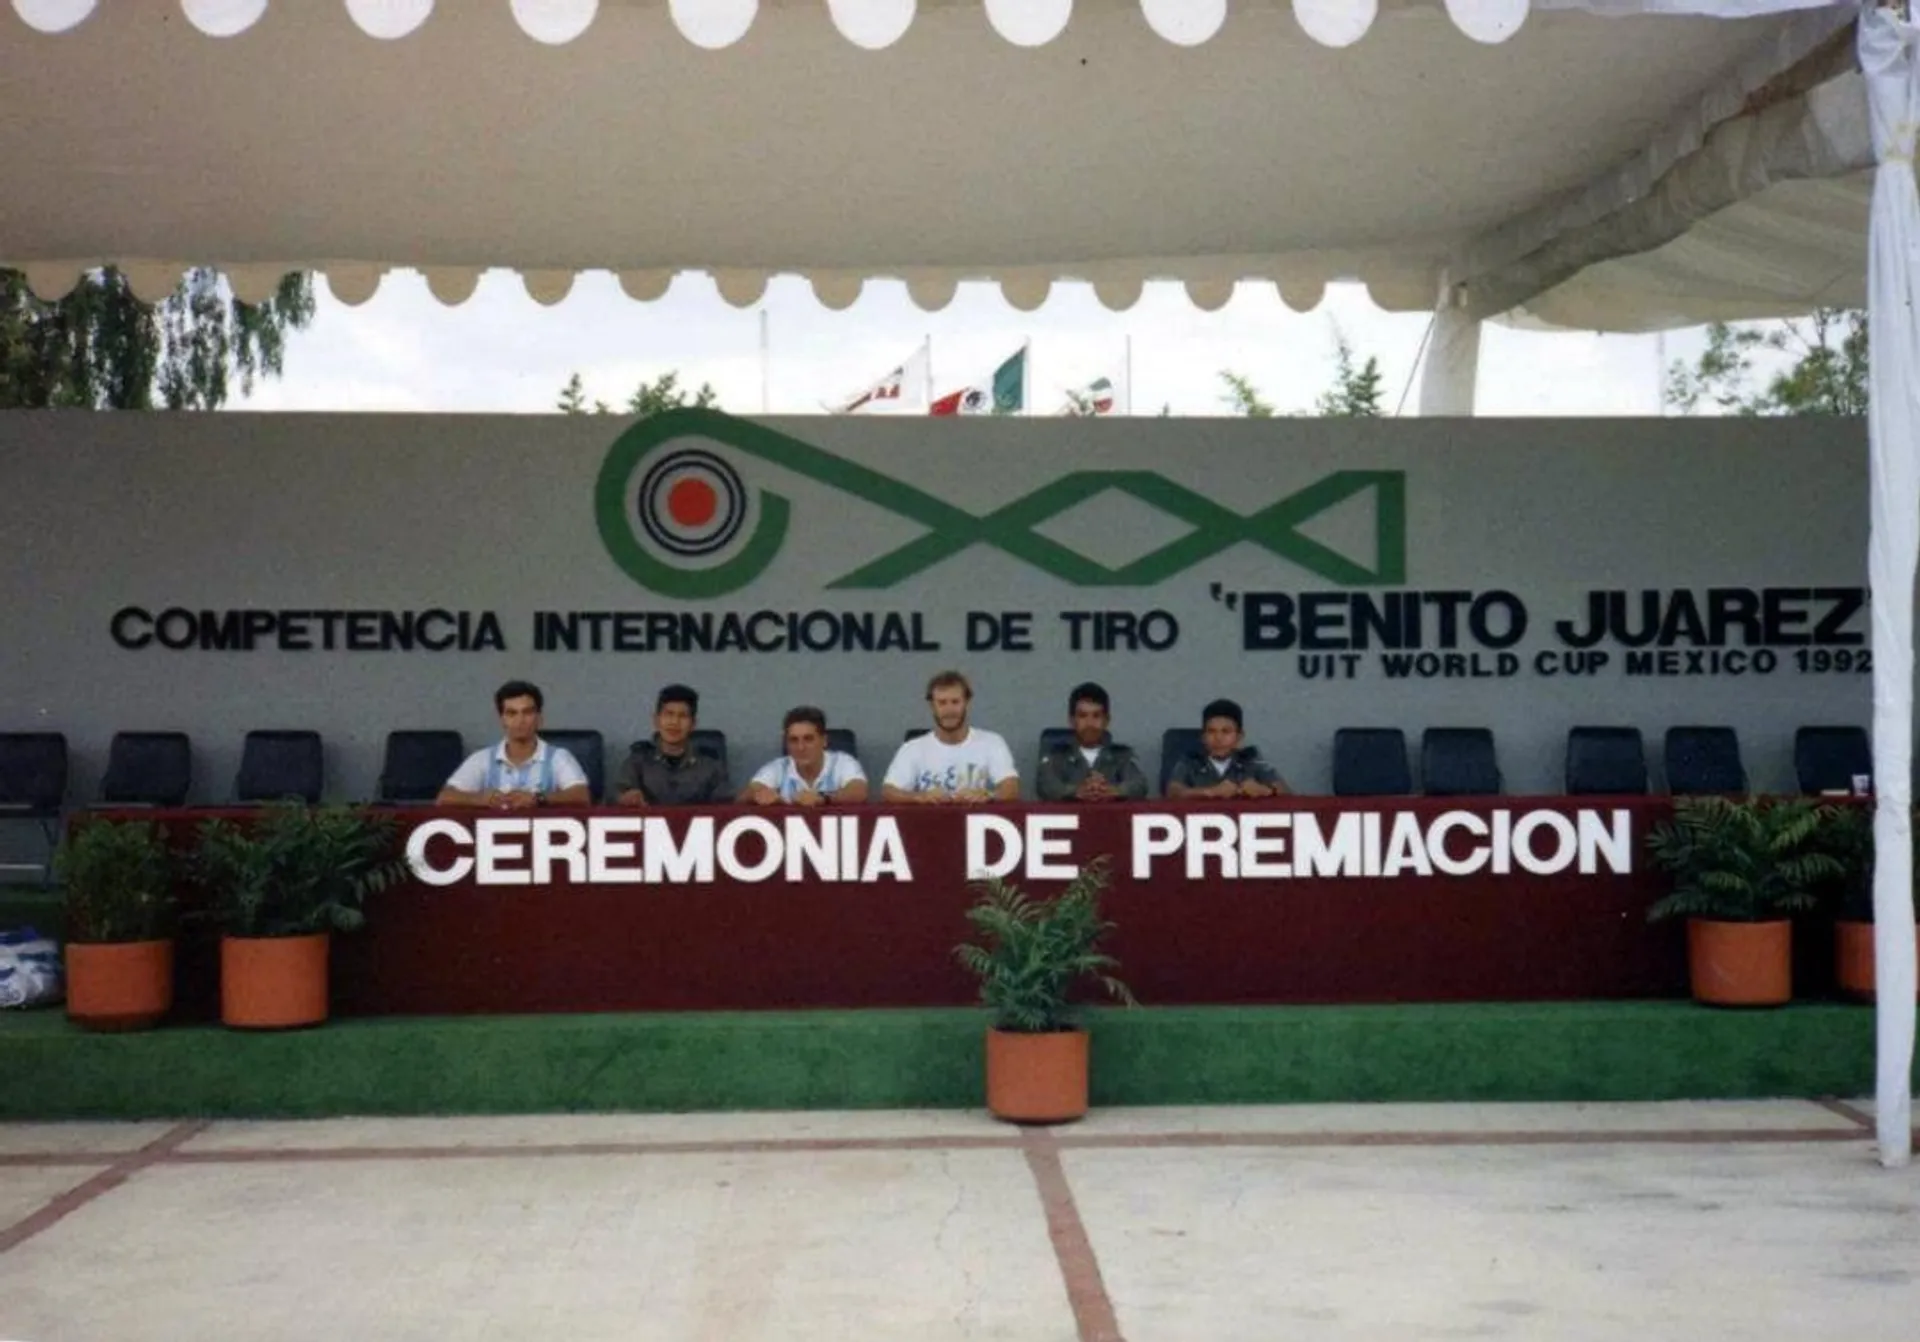 COMPETENCIA INTERNACIONAL DE TIRO "BENITO JUAREZ"
UIT WORLD CUP MEXICO 1992
CEREMONIA DE PREMIACION